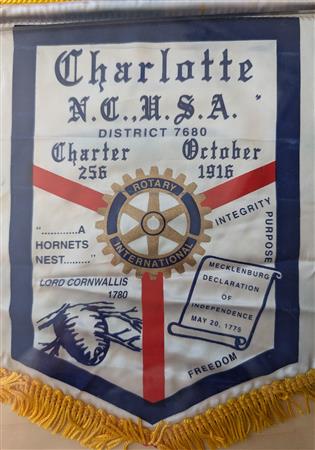 Charlotte
N.C., U.S.A.
DISTRICT 7680
Charter October
256 1916
ROTARY
INTERNATIONAL
INTEGRITY
PURPOSE
FREEDOM
"............A
HORNETS
NEST........."
LORD CORNWALLIS
1780
MECKLENBURG
DECLARATION
OF
INDEPENDENCE
MAY 20, 1775